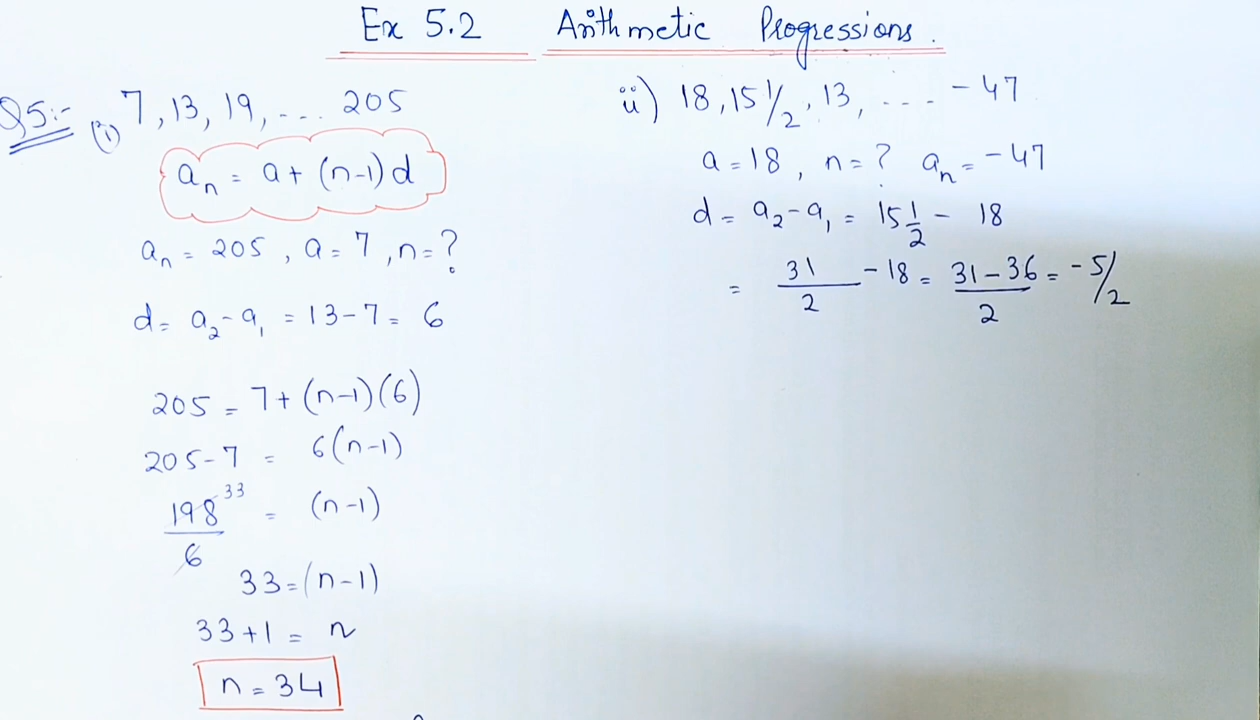 Ex 5.2 Arithmetic Progressions.
Q5:-
(i) 7, 13, 19, ... 205
aₙ = a + (n-1) d
aₙ = 205, a = 7, n = ?
d = a₂ - a₁ = 13 - 7 = 6
205 = 7 + (n-1)(6)
205 - 7 = 6(n-1)
198/6 ³³ = (n-1)
33 = (n-1)
33 + 1 = n
n = 34
ii) 18, 15 1/2, 13, .... -47
a = 18, n = ? aₙ = -47
d = a₂ - a₁ = 15 1/2 - 18
= 31/2 - 18 = 31 - 36/2 = -5/2